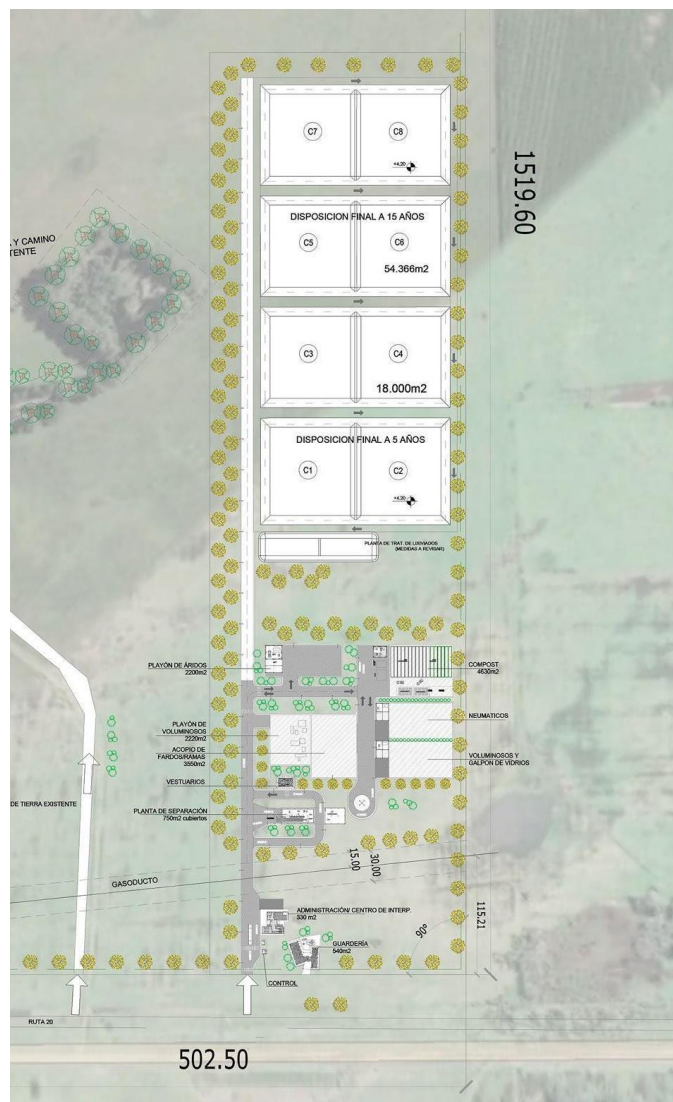 C7
C8
+4.20
1519.60
DISPOSICION FINAL A 15 AÑOS
C5
C6
54.366m2
Y CAMINO
TENTE
C3
C4
18.000m2
DISPOSICION FINAL A 5 AÑOS
C1
C2
+4.20
PLANTA DE TRAT. DE LIXIVIADOS
(MEDIDAS A REVISAR)
PLAYÓN DE ÁRIDOS
2200m2
COMPOST
4630m2
PLAYÓN DE
VOLUMINOSOS
2220m2
NEUMATICOS
ACOPIO DE
FARDOS/RAMAS
3550m2
VOLUMINOSOS Y
GALPON DE VIDRIOS
VESTUARIOS
DE TIERRA EXISTENTE
PLANTA DE SEPARACIÓN
750m2 cubiertos
15.00
30.00
GASODUCTO
ADMINISTRACIÓN/ CENTRO DE INTERP.
330 m2
115.21
90º
GUARDERÍA
540m2
CONTROL
RUTA 20
502.50